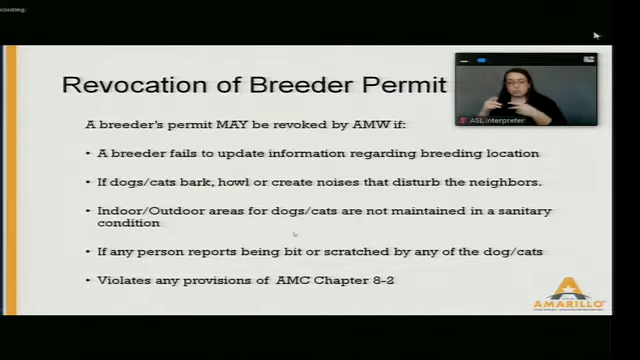 cording
ASL Interpreter
Revocation of Breeder Permit
A breeder's permit MAY be revoked by AMW if:
• A breeder fails to update information regarding breeding location
• If dogs/cats bark, howl or create noises that disturb the neighbors.
• Indoor/Outdoor areas for dogs/cats are not maintained in a sanitary
condition
• If any person reports being bit or scratched by any of the dog/cats
• Violates any provisions of AMC Chapter 8-2
AMARILLO